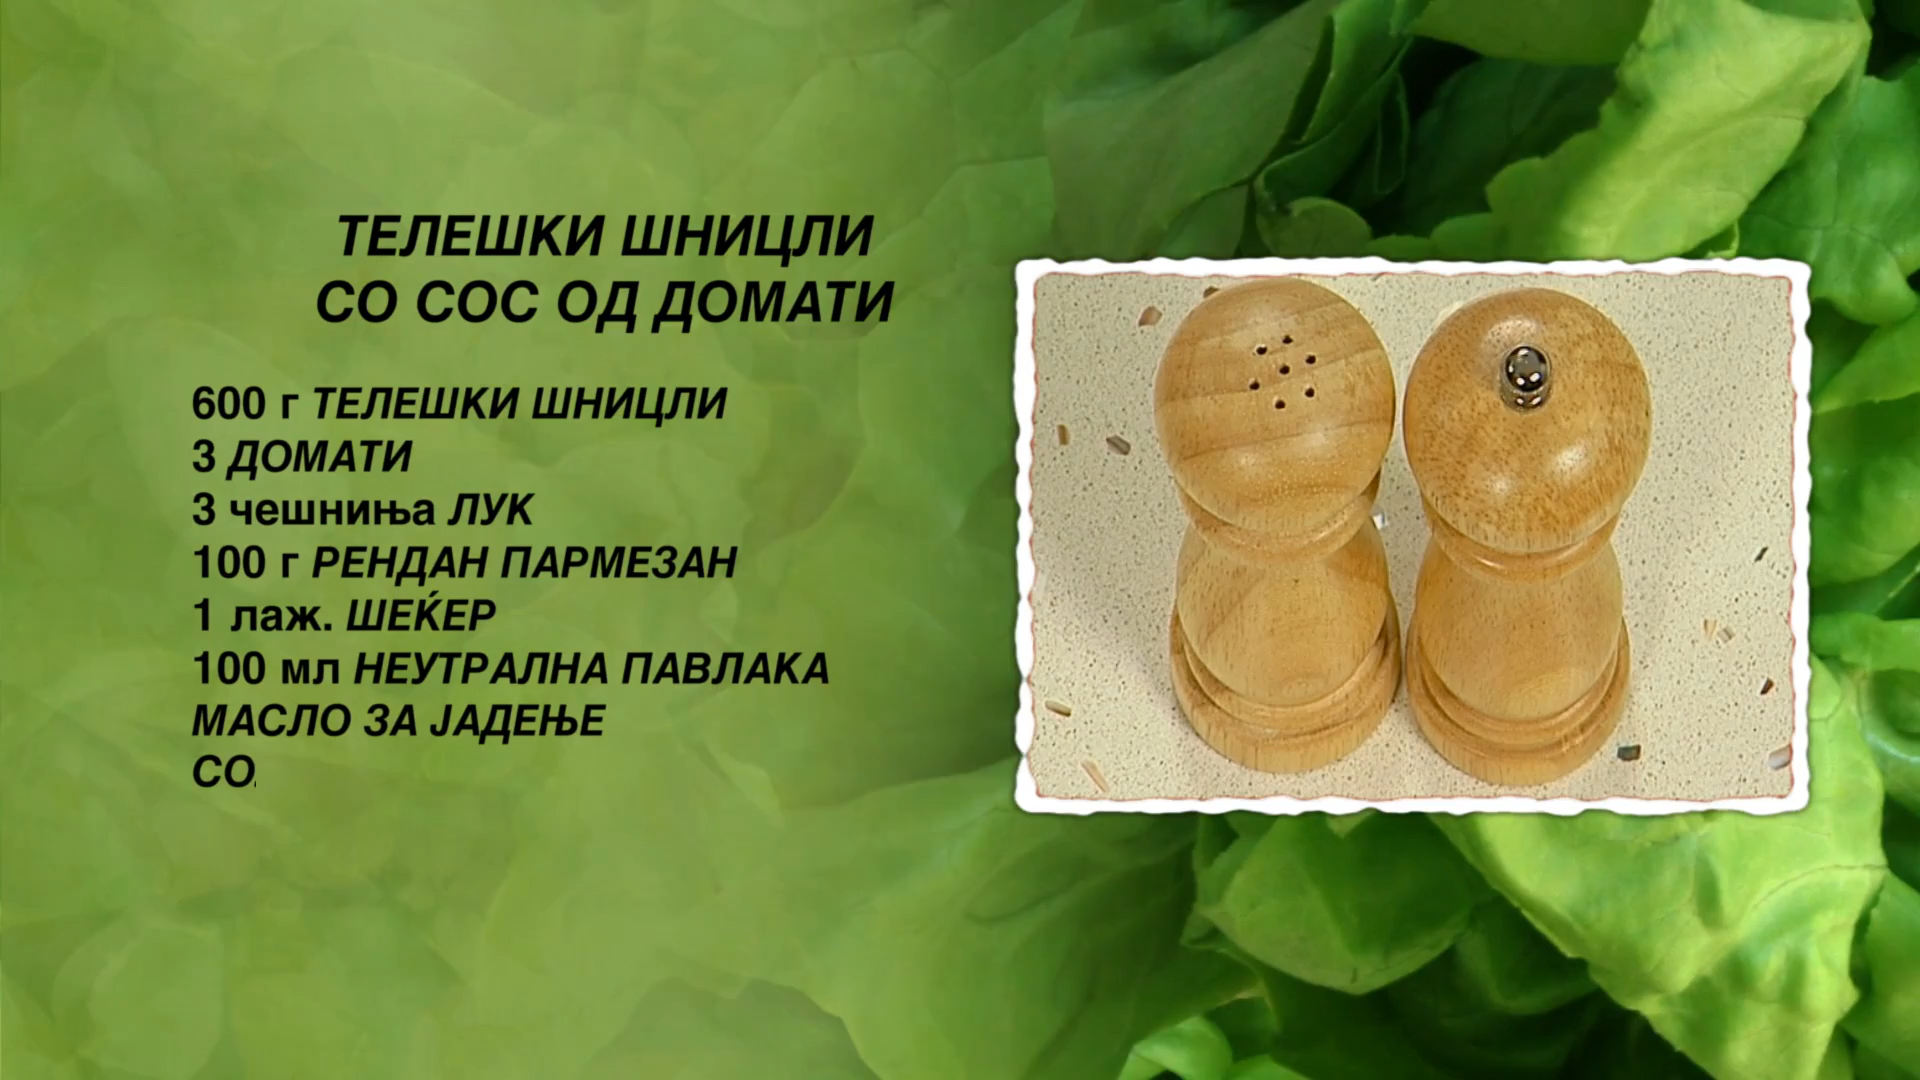 ТЕЛЕШКИ ШНИЦЛИ
СО СОС ОД ДОМАТИ
600 г ТЕЛЕШКИ ШНИЦЛИ
3 ДОМАТИ
3 чешниња ЛУК
100 г РЕНДАН ПАРМЕЗАН
1 лаж. ШЕЌЕР
100 мл НЕУТРАЛНА ПАВЛАКА
МАСЛО ЗА ЈАДЕЊЕ
СО